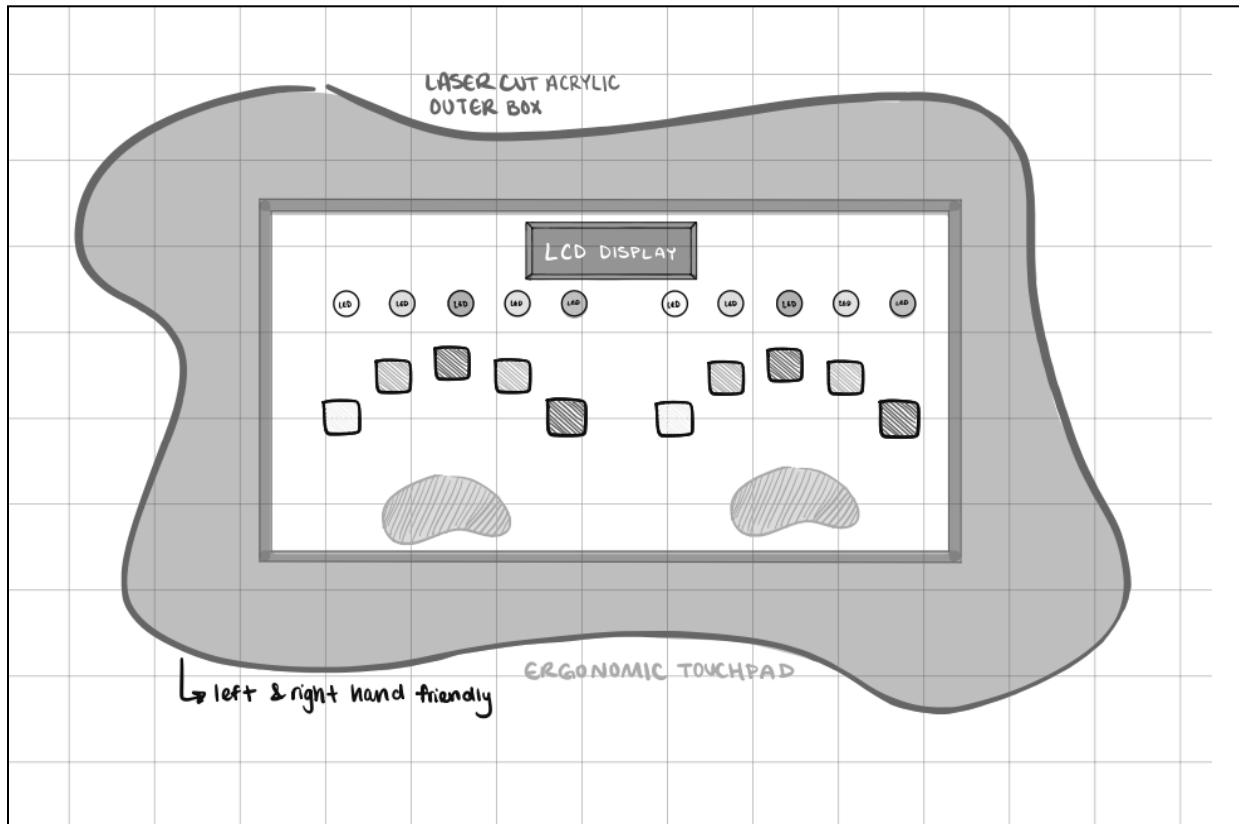 LASER CUT ACRYLIC
OUTER BOX
LCD DISPLAY
LED LED LED LED LED LED LED LED LED LED
ERGONOMIC TOUCHPAD
left & right hand friendly